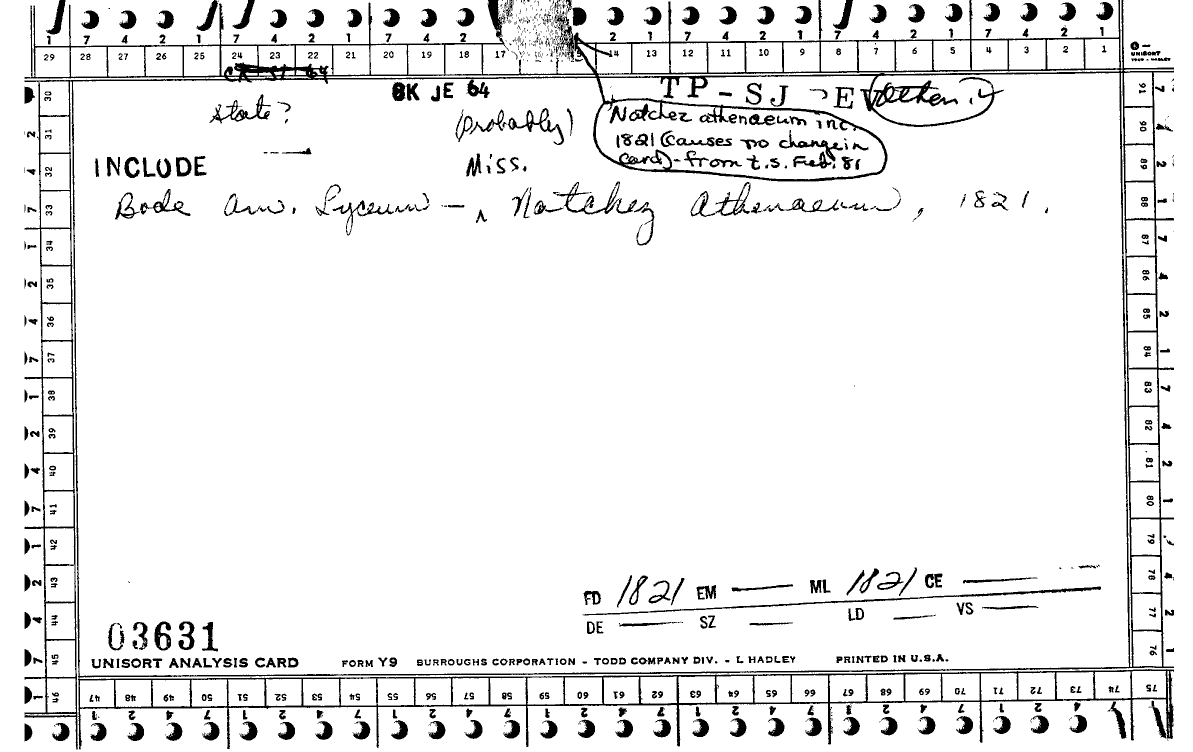 1 7 4 2 1 7 4 2 1 7 4 2 2 1 7 4 2 1 7 4 2 1 7 4 2 1
29 28 27 26 25 24 23 22 21 20 19 18 17 14 13 12 11 10 9 8 7 6 5 4 3 2 1
UNISORT
TODD - HADLEY
8K JE 64
TP-SJ
State?
(probably)
Natchez athenaeum inc.
1821 (Causes no change in
card) - from t.s. Feb. 81
INCLUDE
Miss.
Bode Am. Lyceum — ^ Natchez Athenaeum, 1821.
30
31
32
33
34
35
36
37
38
39
40
41
42
43
44
45
46
91
90
89
88
87
86
85
84
83
82
81
80
79
78
77
76
75
FD 1821 EM — ML 1821 CE —
DE — SZ — LD — VS —
03631
UNISORT ANALYSIS CARD FORM Y9 BURROUGHS CORPORATION - TODD COMPANY DIV. - L HADLEY PRINTED IN U.S.A.
47 48 49 50 51 52 53 54 55 56 57 58 59 60 61 62 63 64 65 66 67 68 69 70 71 72 73 74